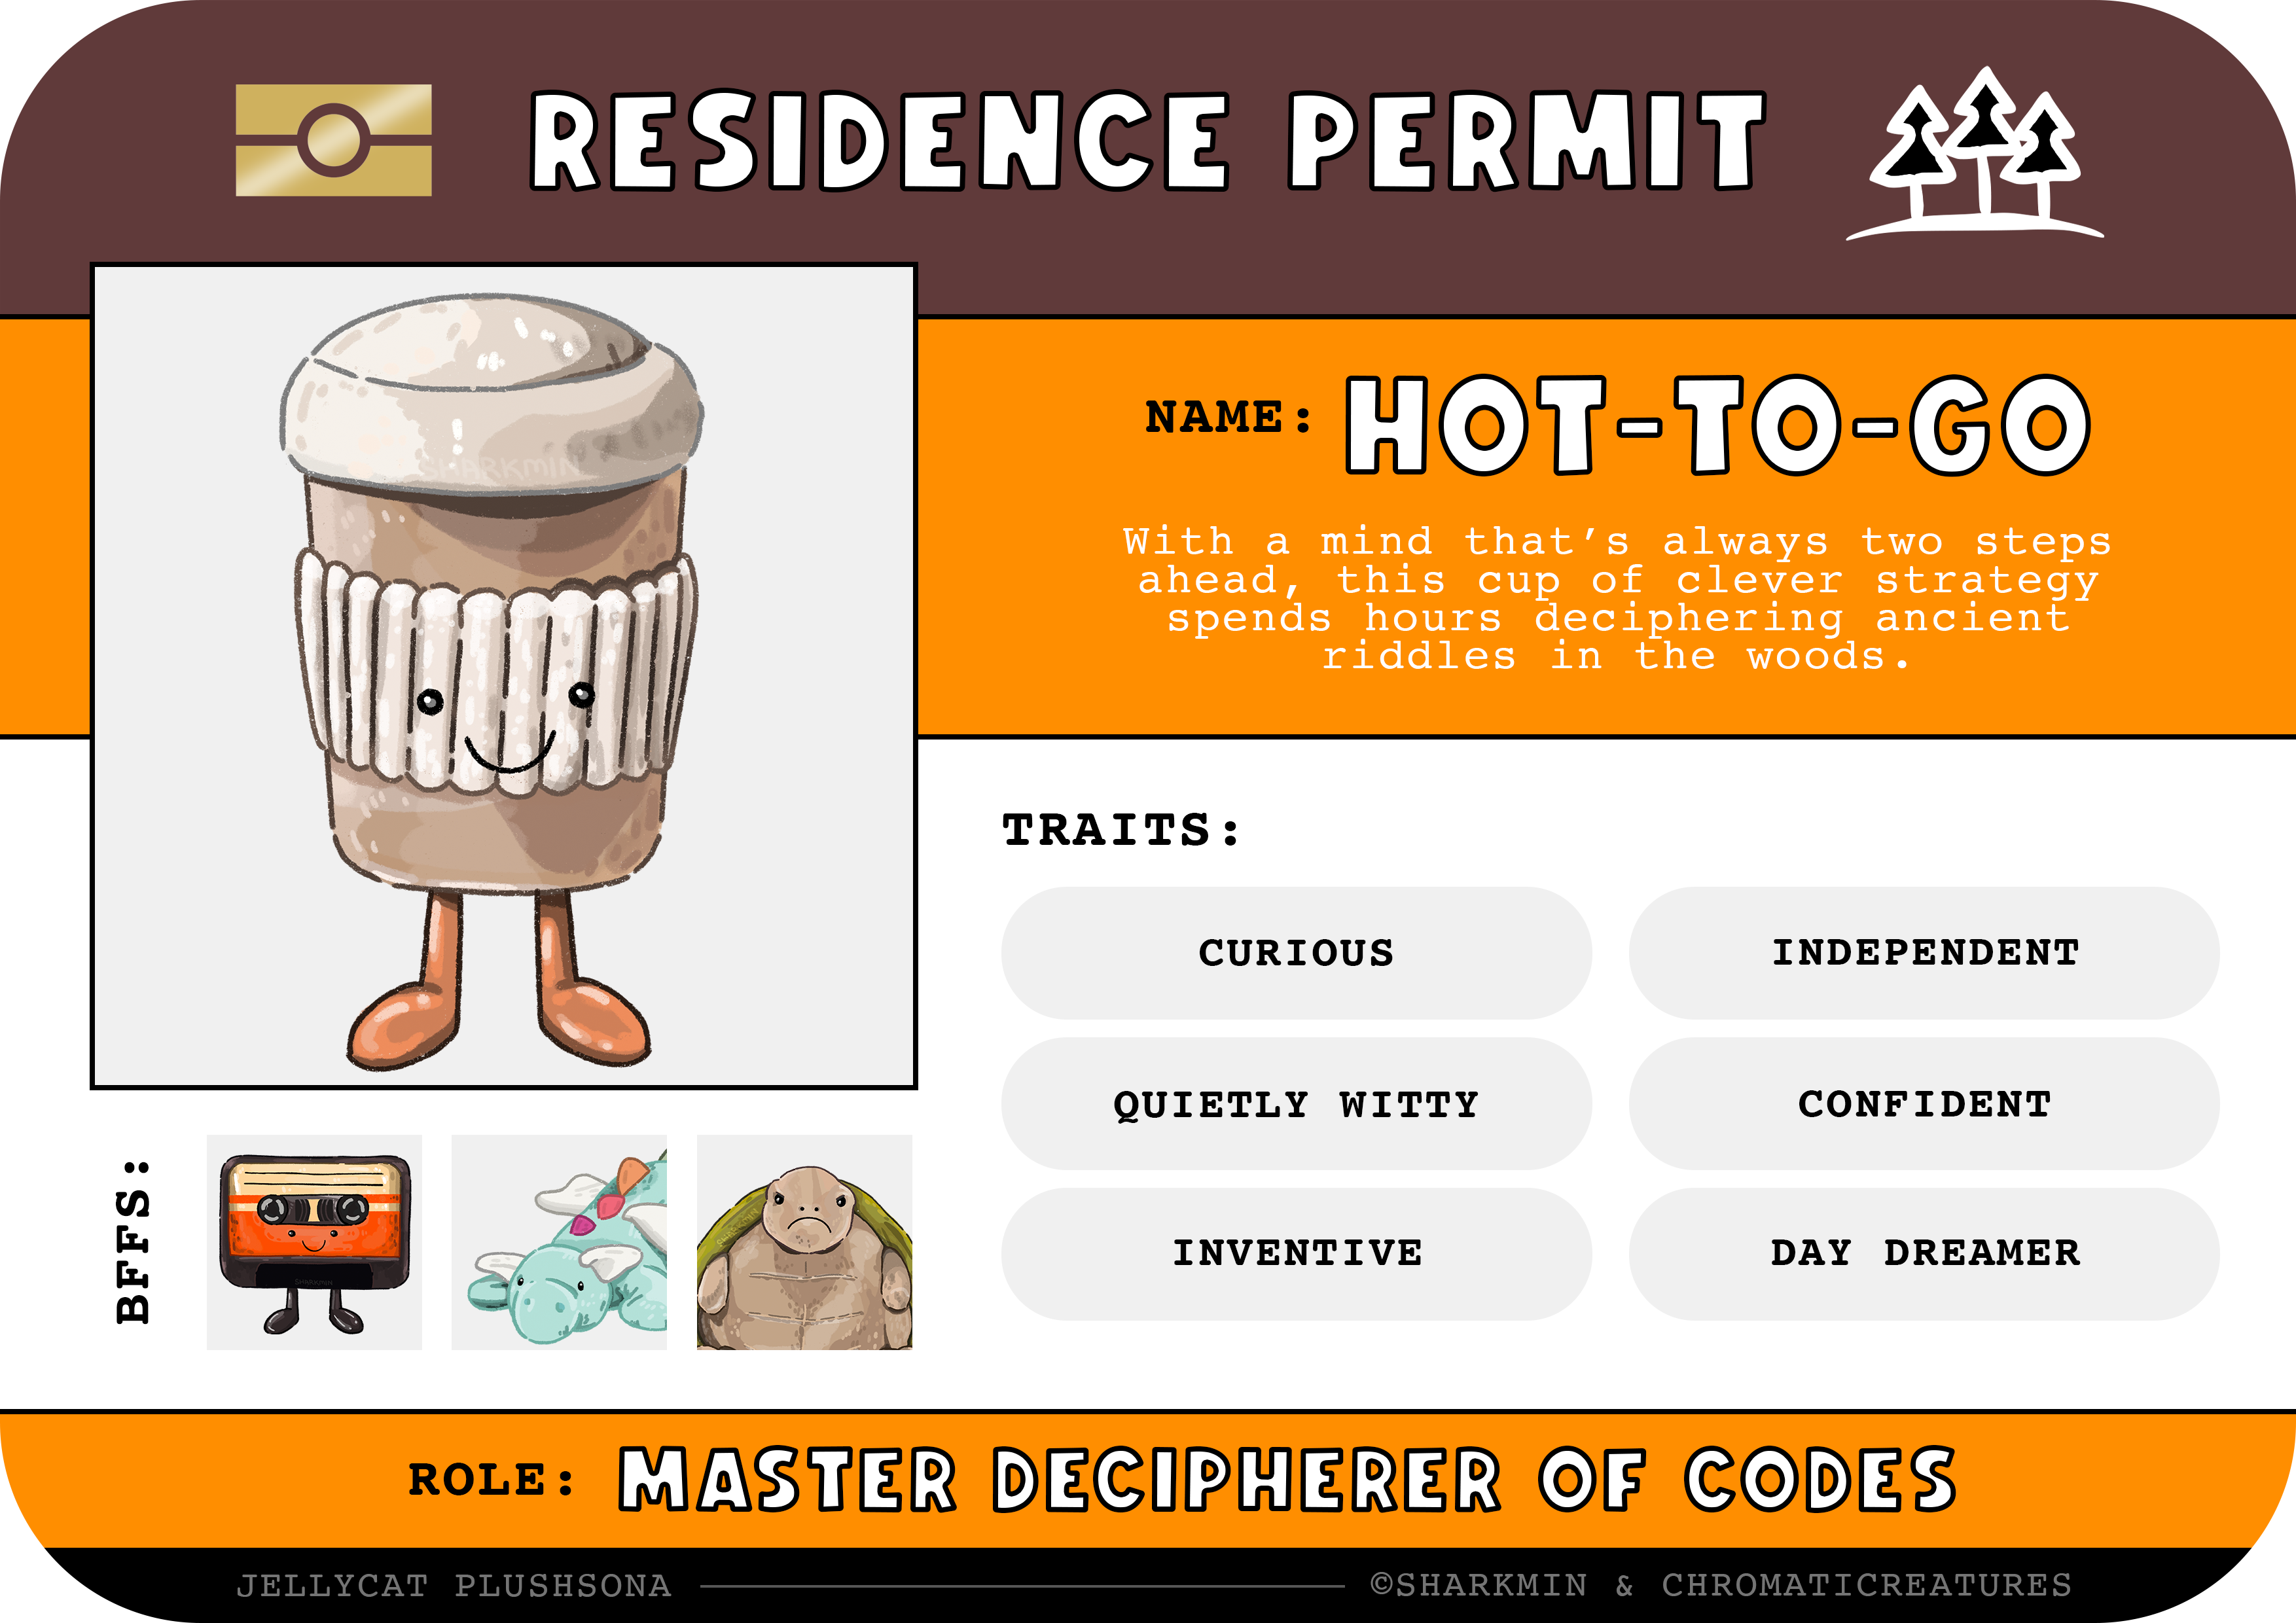 RESIDENCE PERMIT
NAME: HOT-TO-GO
With a mind that’s always two steps
ahead, this cup of clever strategy
spends hours deciphering ancient
riddles in the woods.
SHARKMIN
TRAITS:
CURIOUS
INDEPENDENT
QUIETLY WITTY
CONFIDENT
INVENTIVE
DAY DREAMER
BFFS:
SHARKMIN
ROLE: MASTER DECIPHERER OF CODES
JELLYCAT PLUSHSONA
©SHARKMIN & CHROMATICREATURES